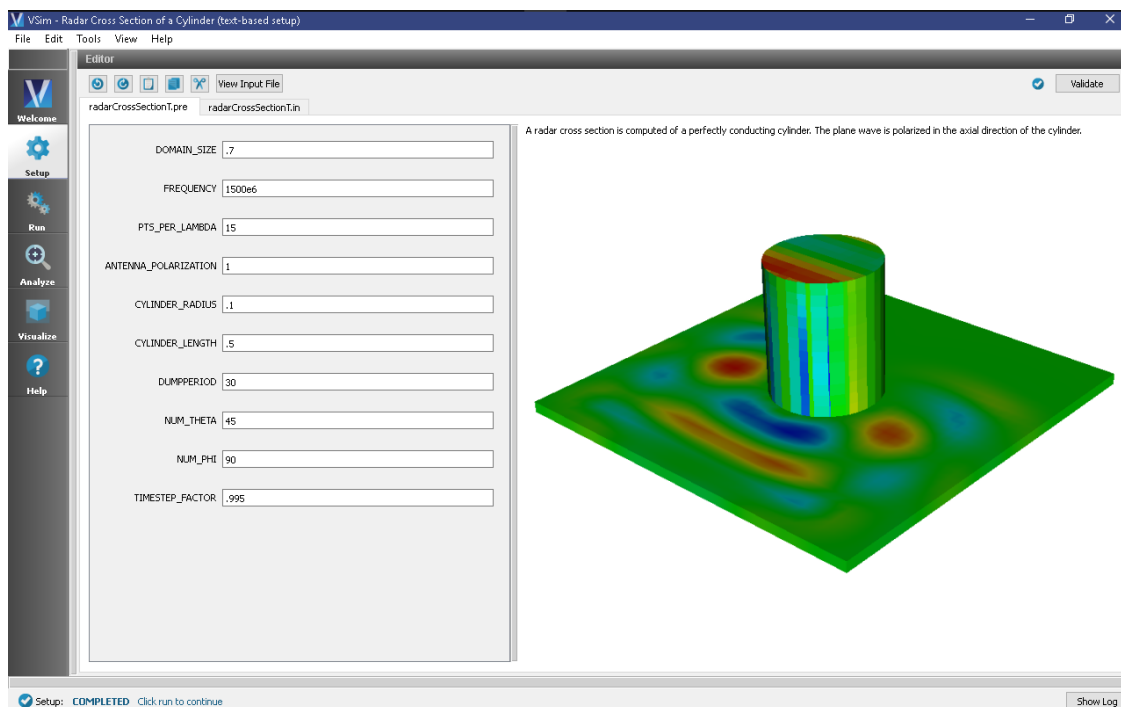 VSim - Radar Cross Section of a Cylinder (text-based setup)
File Edit Tools View Help
Editor
View Input File
Validate
radarCrossSectionT.pre radarCrossSectionT.in
Welcome
Setup
Run
Analyze
Visualize
Help
DOMAIN_SIZE .7
FREQUENCY 1500e6
PTS_PER_LAMBDA 15
ANTENNA_POLARIZATION 1
CYLINDER_RADIUS .1
CYLINDER_LENGTH .5
DUMPPERIOD 30
NUM_THETA 45
NUM_PHI 90
TIMESTEP_FACTOR .995
A radar cross section is computed of a perfectly conducting cylinder. The plane wave is polarized in the axial direction of the cylinder.
Setup: COMPLETED Click run to continue
Show Log